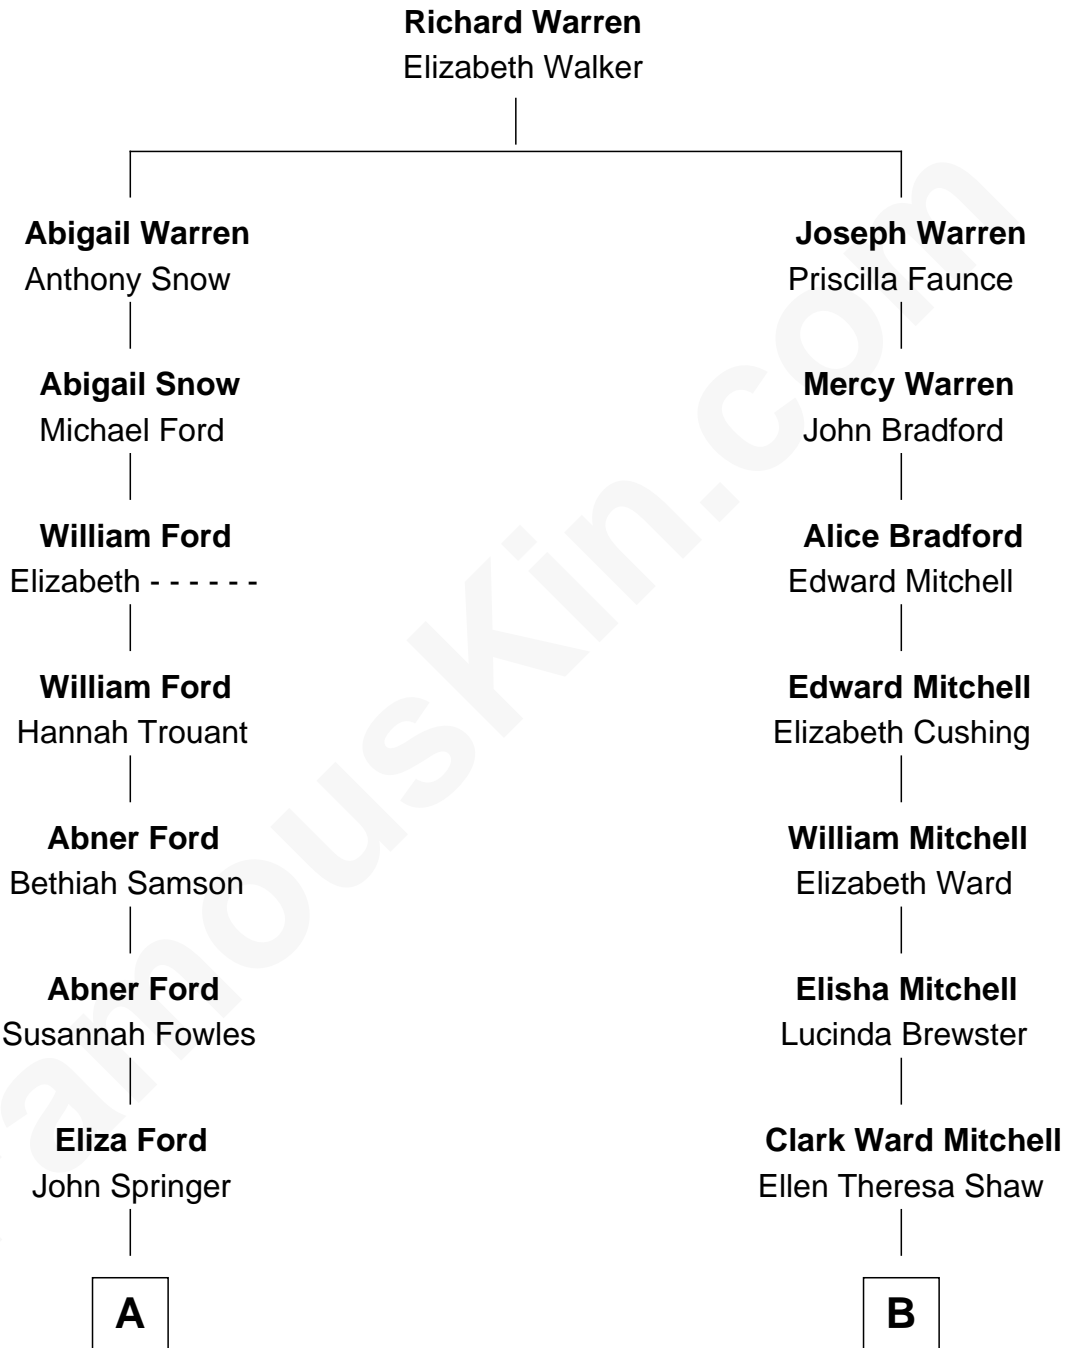 Richard Warren
Elizabeth Walker
Abigail Warren
Anthony Snow
Joseph Warren
Priscilla Faunce
Abigail Snow
Michael Ford
Mercy Warren
John Bradford
William Ford
Elizabeth - - - - - -
Alice Bradford
Edward Mitchell
William Ford
Hannah Trouant
Edward Mitchell
Elizabeth Cushing
Abner Ford
Bethiah Samson
William Mitchell
Elizabeth Ward
Abner Ford
Susannah Fowles
Elisha Mitchell
Lucinda Brewster
Eliza Ford
John Springer
Clark Ward Mitchell
Ellen Theresa Shaw
A
B
amousKin.com